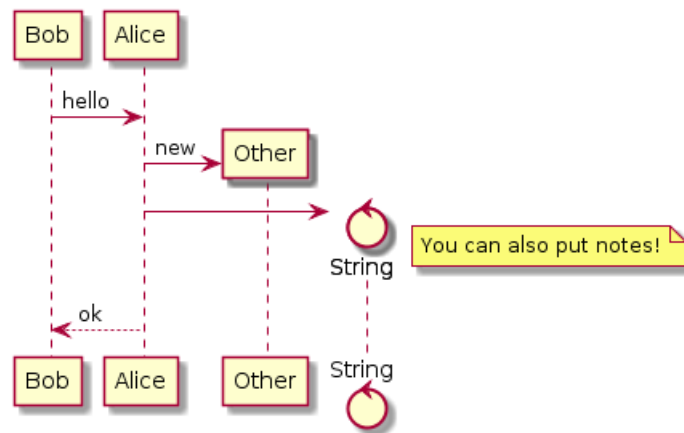 Bob Alice
hello
new
Other
You can also put notes!
String
ok
Bob Alice Other String